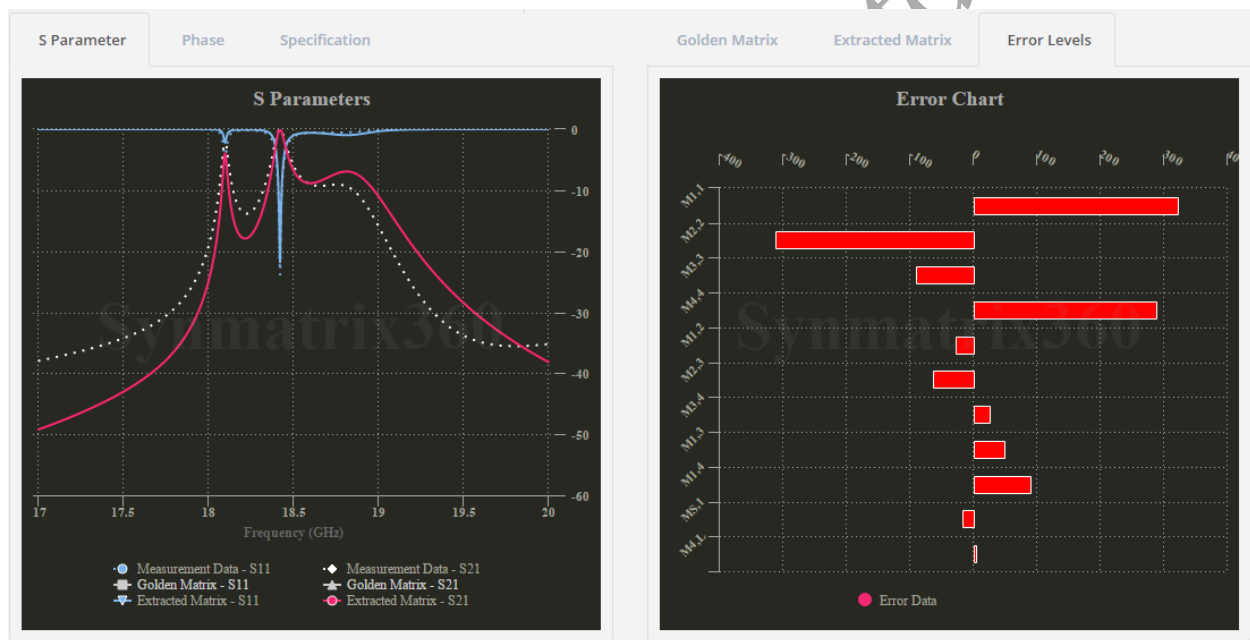 S Parameter Phase Specification
Golden Matrix Extracted Matrix Error Levels
S Parameters
0
-10
-20
-30
-40
-50
-60
17 17.5 18 18.5 19 19.5 20
Frequency (GHz)
Synmatrix360
Measurement Data - S11 Measurement Data - S21
Golden Matrix - S11 Golden Matrix - S21
Extracted Matrix - S11 Extracted Matrix - S21
Error Chart
-400 -300 -200 -100 0 100 200 300 40
M1,1
M2,2
M3,3
M4,4
M1,2
M2,3
M3,4
M1,3
M1,4
MS,1
M4,L
Synmatrix360
Error Data